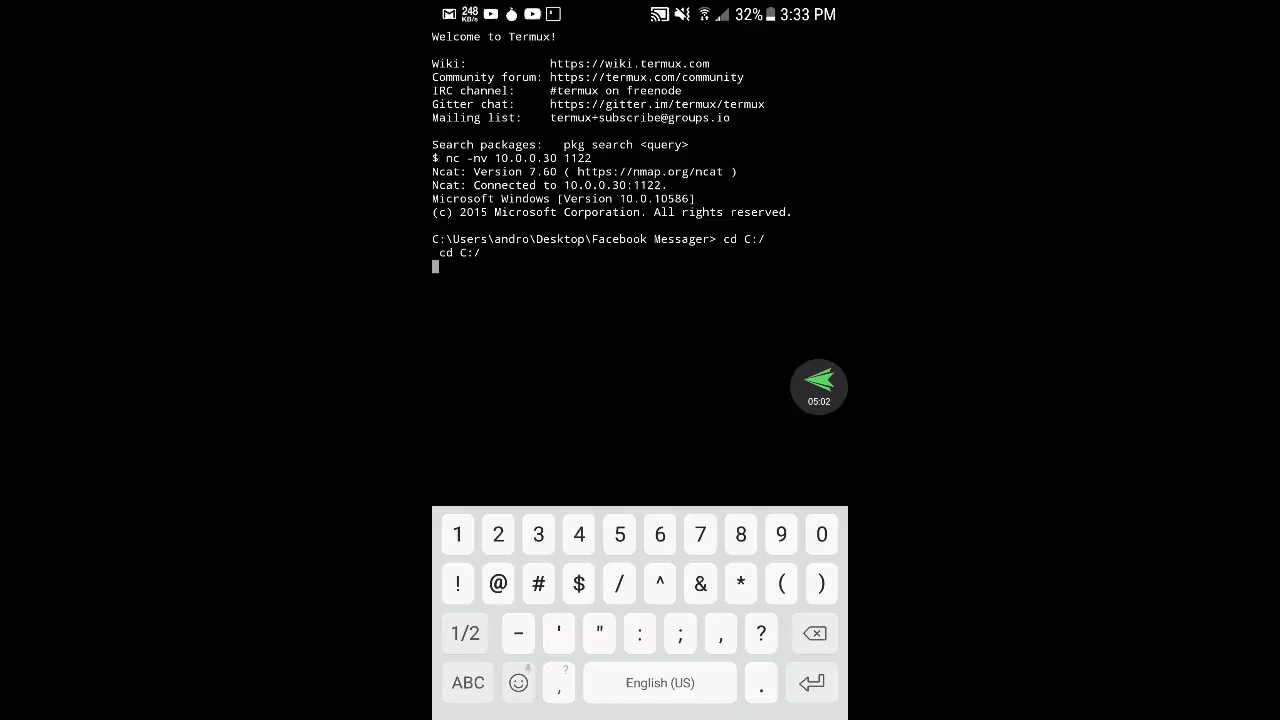 248
KB/s
32% 3:33 PM
Welcome to Termux!
Wiki: https://wiki.termux.com
Community forum: https://termux.com/community
IRC channel: #termux on freenode
Gitter chat: https://gitter.im/termux/termux
Mailing list: termux+subscribe@groups.io
Search packages: pkg search <query>
$ nc -nv 10.0.0.30 1122
Ncat: Version 7.60 ( https://nmap.org/ncat )
Ncat: Connected to 10.0.0.30:1122.
Microsoft Windows [Version 10.0.10586]
(c) 2015 Microsoft Corporation. All rights reserved.
C:\Users\andro\Desktop\Facebook Messager> cd C:/
cd C:/
05:02
1 2 3 4 5 6 7 8 9 0
! @ # $ / ^ & * ( )
1/2 - ' " : ; , ?
ABC , ? English (US) .